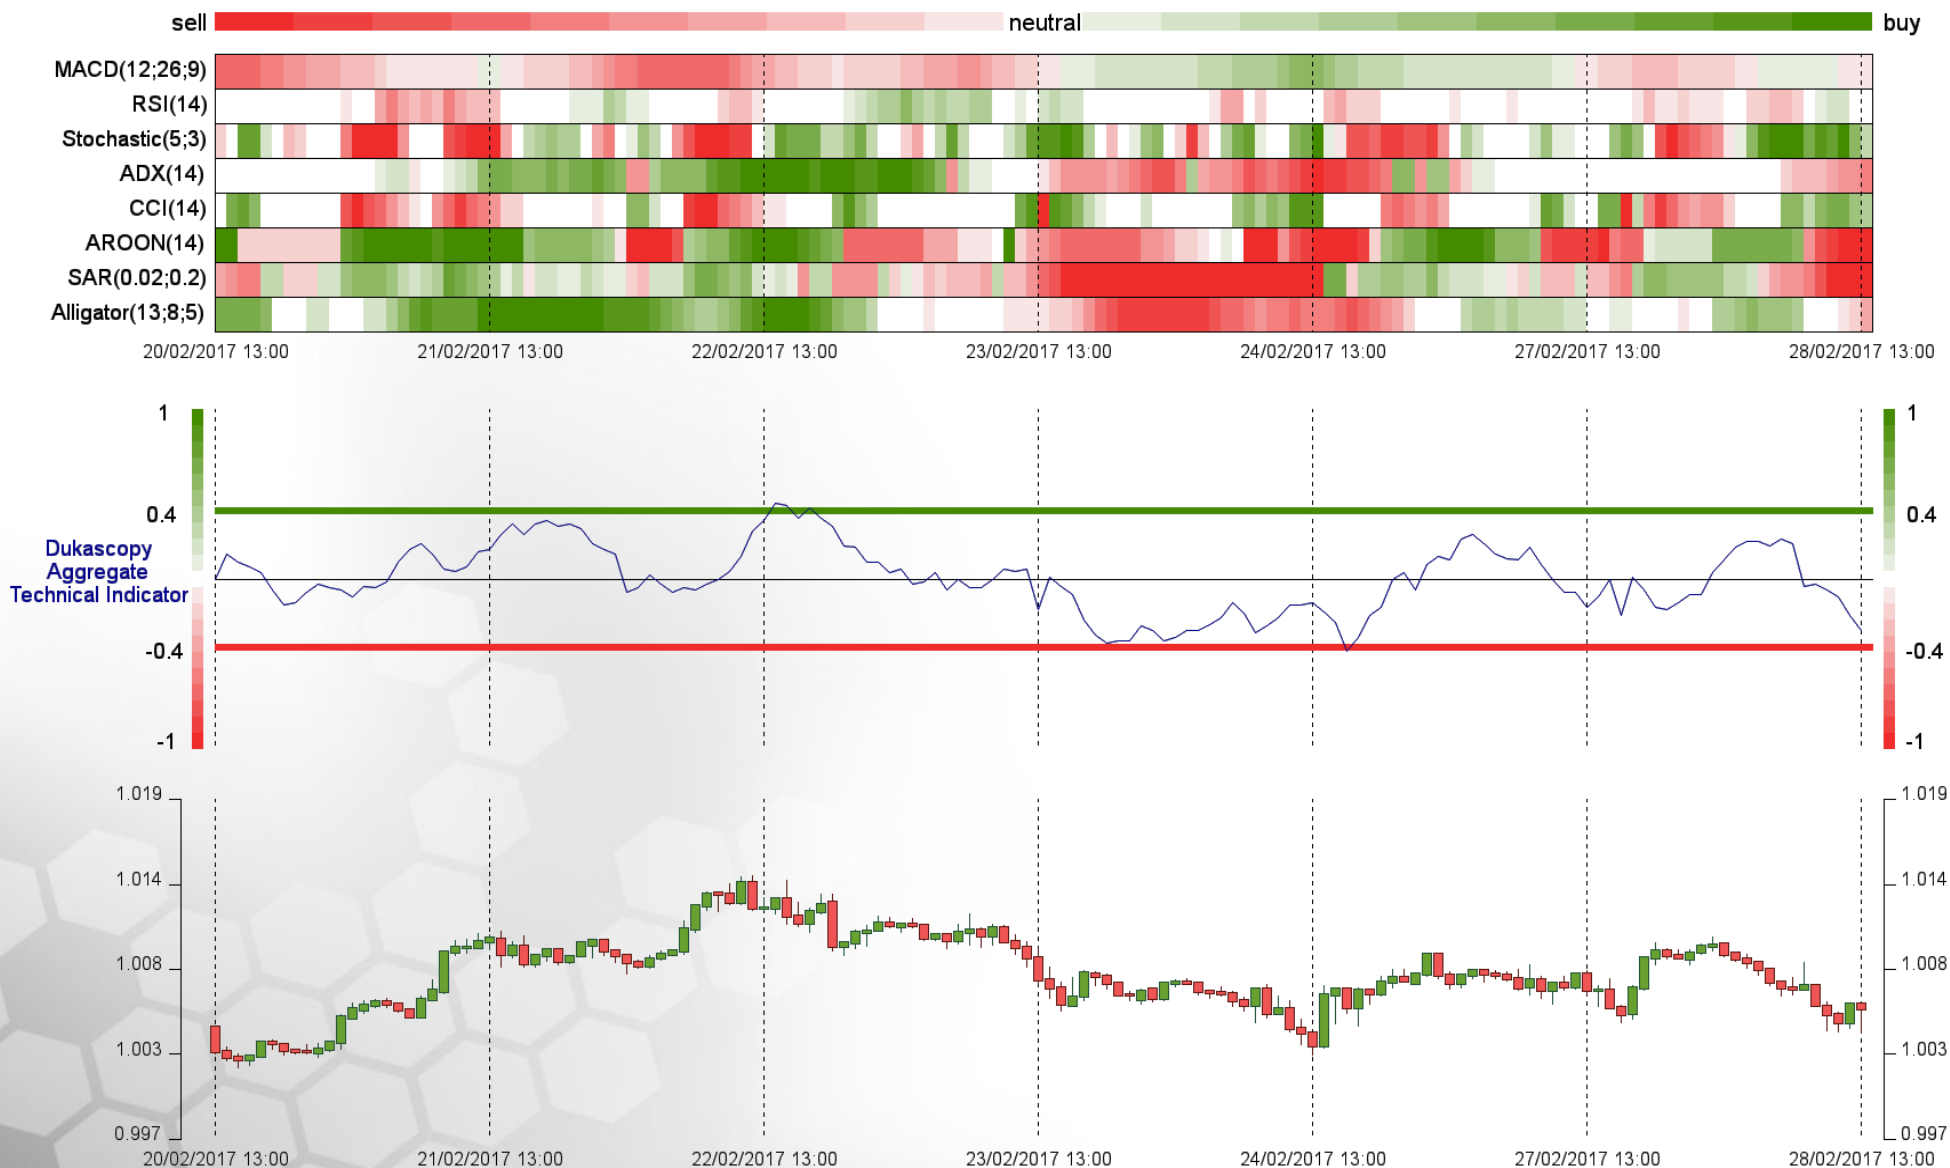 sell neutral buy
MACD(12;26;9)
RSI(14)
Stochastic(5;3)
ADX(14)
CCI(14)
AROON(14)
SAR(0.02;0.2)
Alligator(13;8;5)
20/02/2017 13:00 21/02/2017 13:00 22/02/2017 13:00 23/02/2017 13:00 24/02/2017 13:00 27/02/2017 13:00 28/02/2017 13:00
1 1
0.4 0.4
Dukascopy
Aggregate
Technical Indicator
-0.4 -0.4
-1 -1
1.019 1.019
1.014 1.014
1.008 1.008
1.003 1.003
0.997 0.997
20/02/2017 13:00 21/02/2017 13:00 22/02/2017 13:00 23/02/2017 13:00 24/02/2017 13:00 27/02/2017 13:00 28/02/2017 13:00